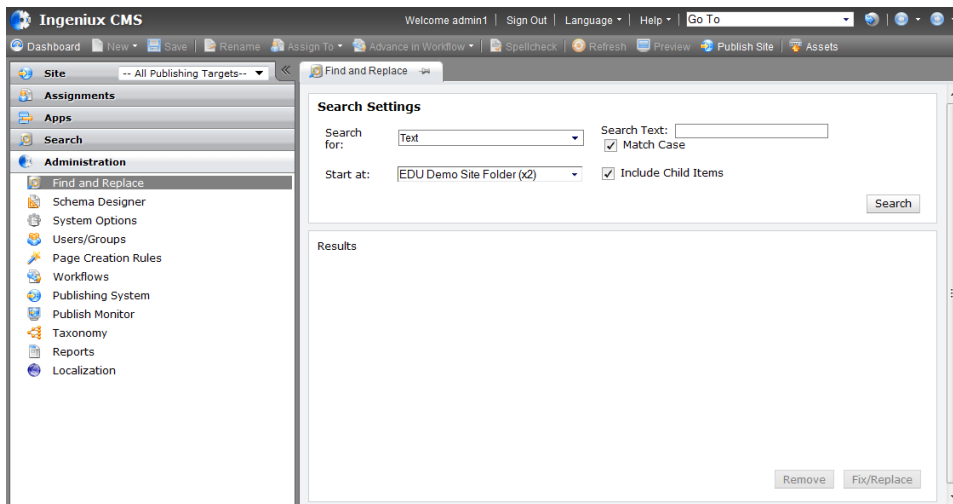 Ingeniux CMS
Welcome admin1 | Sign Out | Language | Help | Go To
Dashboard New Save | Rename Assign To Advance in Workflow | Spellcheck | Refresh Preview Publish Site | Assets
Site -- All Publishing Targets--
Assignments
Apps
Search
Administration
Find and Replace
Schema Designer
System Options
Users/Groups
Page Creation Rules
Workflows
Publishing System
Publish Monitor
Taxonomy
Reports
Localization
Find and Replace
Search Settings
Search for: Text
Search Text:
Match Case
Start at: EDU Demo Site Folder (x2)
Include Child Items
Search
Results
Remove Fix/Replace